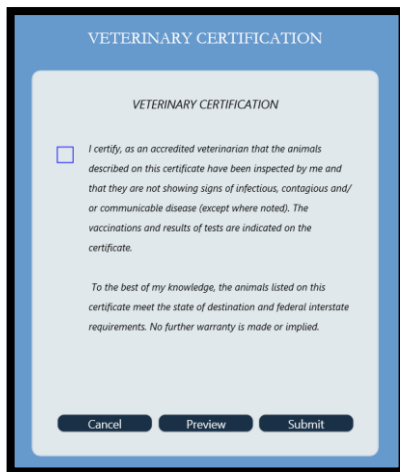 VETERINARY CERTIFICATION
VETERINARY CERTIFICATION
I certify, as an accredited veterinarian that the animals
described on this certificate have been inspected by me and
that they are not showing signs of infectious, contagious and/
or communicable disease (except where noted). The
vaccinations and results of tests are indicated on the
certificate.
To the best of my knowledge, the animals listed on this
certificate meet the state of destination and federal interstate
requirements. No further warranty is made or implied.
Cancel Preview Submit